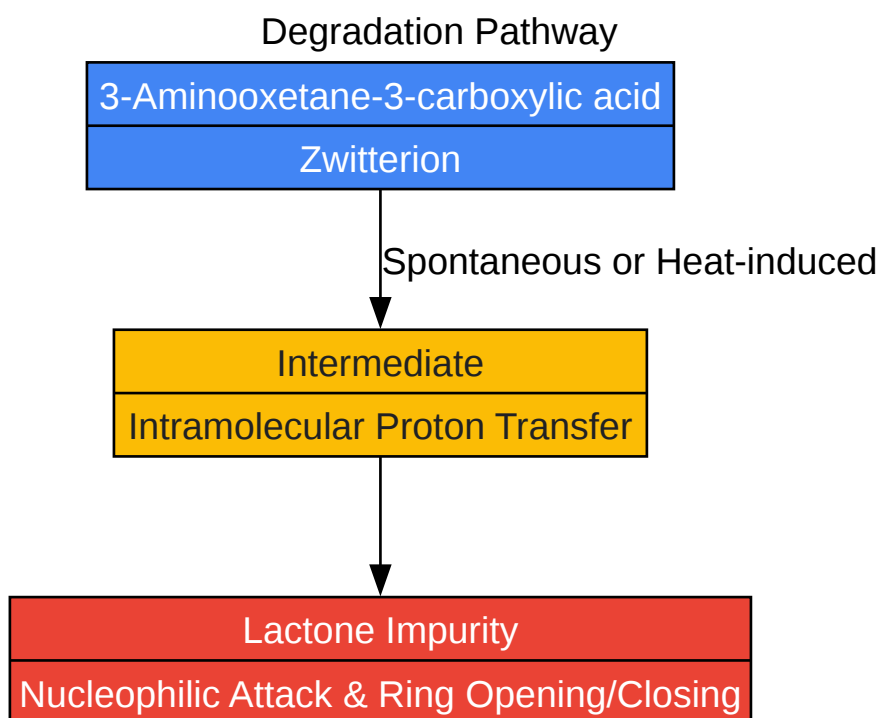 Degradation Pathway
3-Aminooxetane-3-carboxylic acid
Zwitterion
Spontaneous or Heat-induced
Intermediate
Intramolecular Proton Transfer
Lactone Impurity
Nucleophilic Attack & Ring Opening/Closing